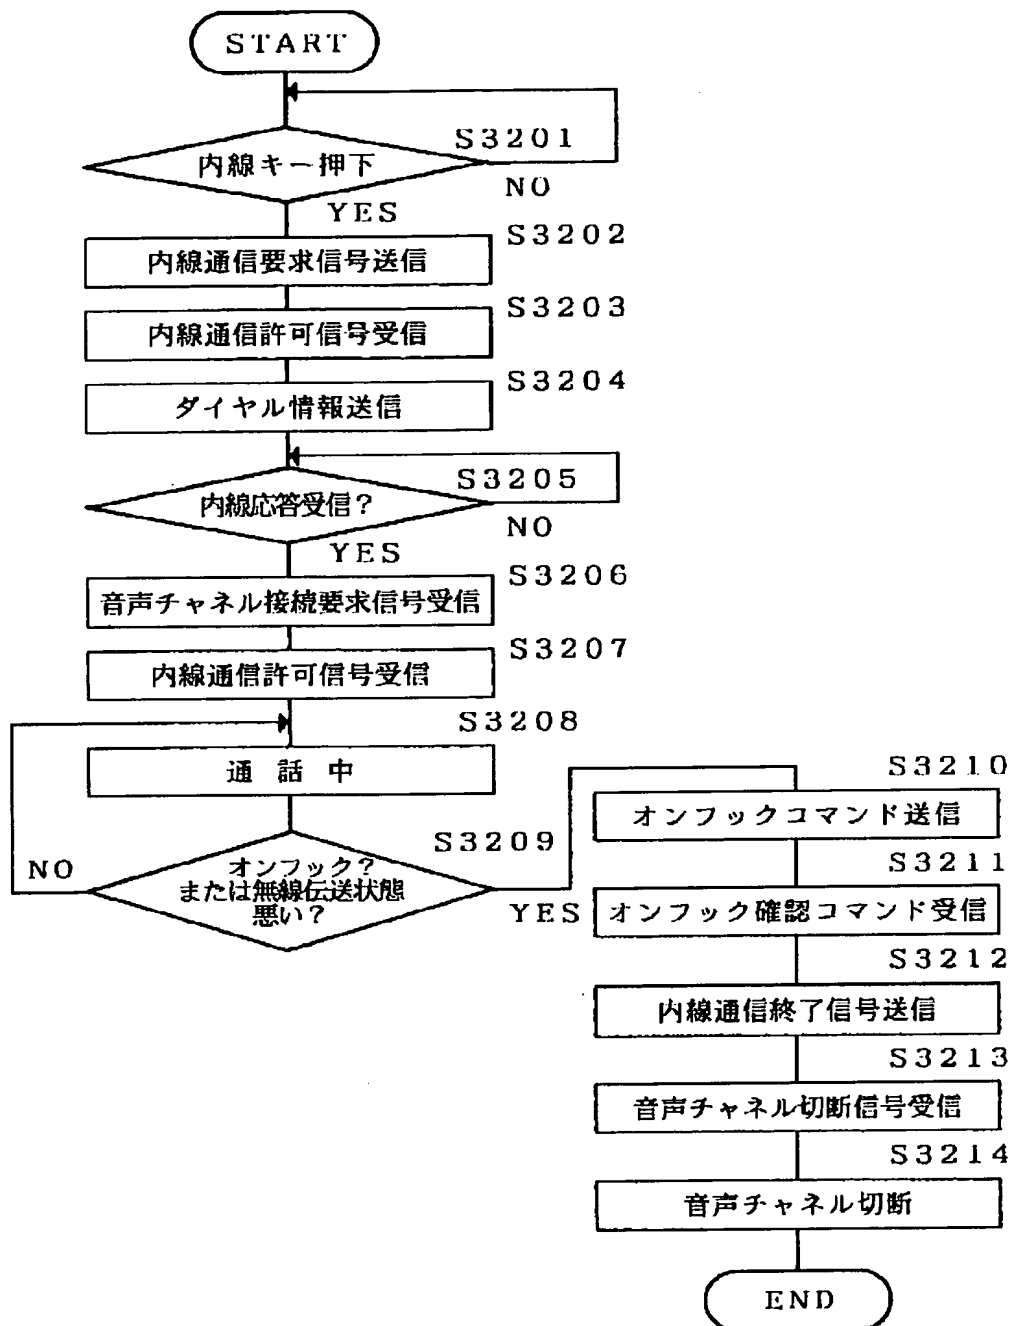 START
S3201
内線キー押下
NO
YES
S3202
内線通信要求信号送信
S3203
内線通信許可信号受信
S3204
ダイヤル情報送信
S3205
内線応答受信?
NO
YES
S3206
音声チャネル接続要求信号受信
S3207
内線通信許可信号受信
S3208
通話中
S3209
オンフック?
または無線伝送状態
悪い?
NO
YES
S3210
オンフックコマンド送信
S3211
オンフック確認コマンド受信
S3212
内線通信終了信号送信
S3213
音声チャネル切断信号受信
S3214
音声チャネル切断
END